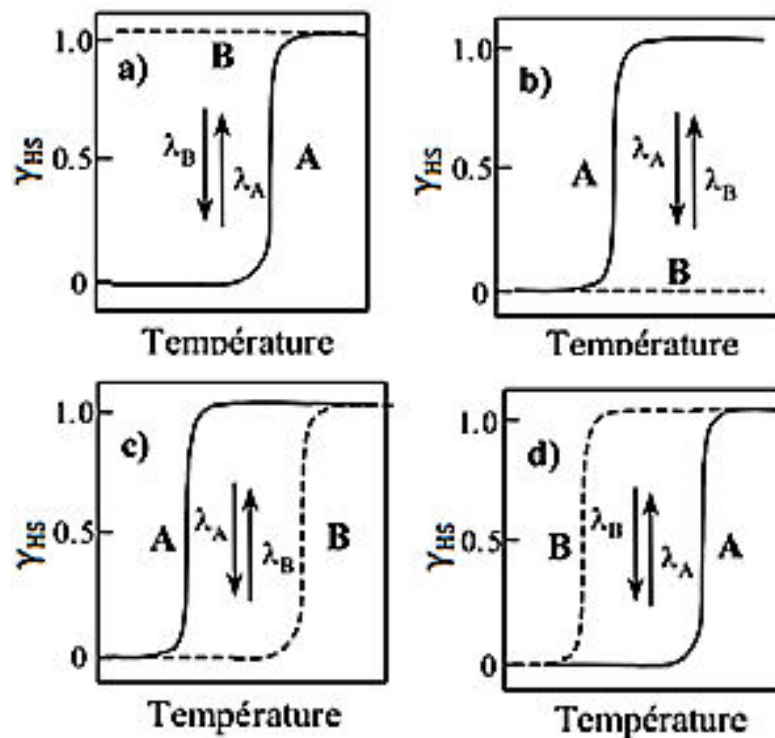 1.0
a)
B
λB
λA
A
0.5
γHS
0
Température
1.0
b)
A
λA
λB
0.5
γHS
B
0
Température
1.0
c)
A
λA
λB
B
0.5
γHS
0
Température
1.0
d)
B
λB
λA
A
0.5
γHS
0
Température